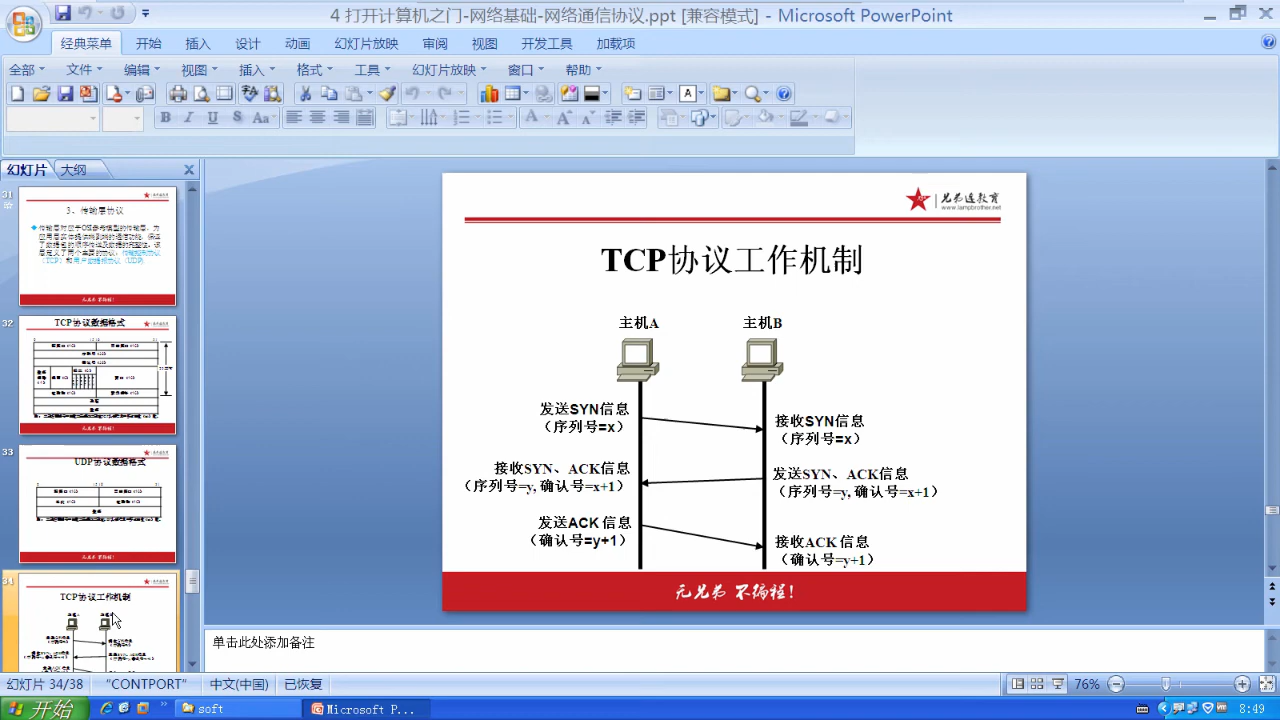 4 打开计算机之门-网络基础-网络通信协议.ppt [兼容模式] - Microsoft PowerPoint
经典菜单 开始 插入 设计 动画 幻灯片放映 审阅 视图 开发工具 加载项
全部 文件 编辑 视图 插入 格式 工具 幻灯片放映 窗口 帮助
幻灯片 大纲
31
3、传输层协议
32
TCP协议数据格式
33
UDP协议数据格式
34
TCP协议工作机制
兄弟连教育
www.lampbrother.net
TCP协议工作机制
主机A 主机B
发送SYN信息
（序列号=x）
接收SYN信息
（序列号=x）
接收SYN、ACK信息
（序列号=y, 确认号=x+1）
发送SYN、ACK信息
（序列号=y, 确认号=x+1）
发送ACK 信息
（确认号=y+1）
接收ACK 信息
（确认号=y+1）
无兄弟 不编程！
单击此处添加备注
幻灯片 34/38 "CONTPORT" 中文(中国) 已恢复 76%
开始 soft Microsoft P... 8:49